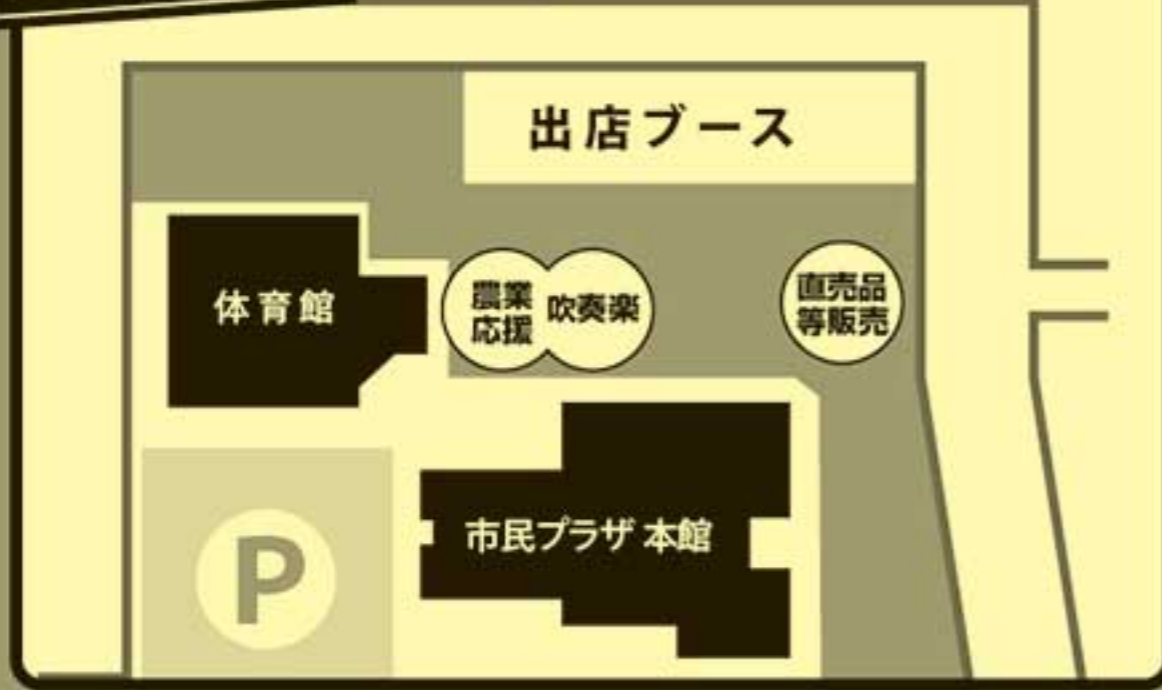 出店ブース
体育館
農業
応援
吹奏楽
直売品
等販売
市民プラザ 本館
P